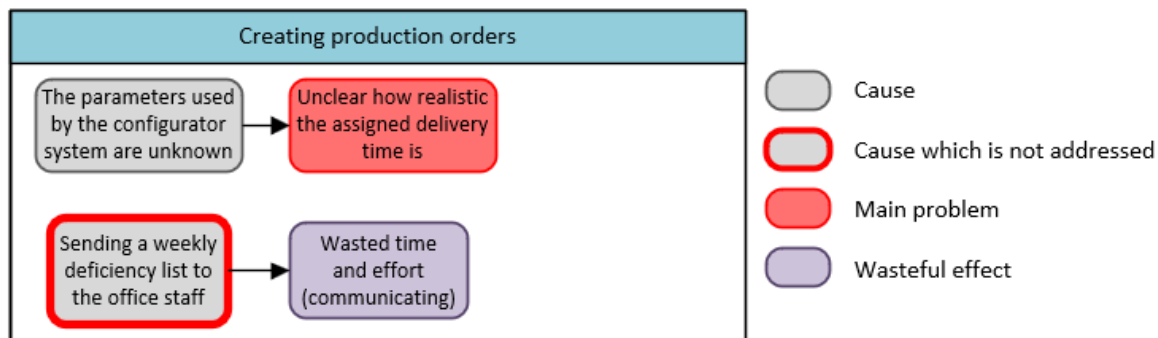 Creating production orders
The parameters used
by the configurator
system are unknown
Unclear how realistic
the assigned delivery
time is
Sending a weekly
deficiency list to
the office staff
Wasted time
and effort
(communicating)
Cause
Cause which is not addressed
Main problem
Wasteful effect